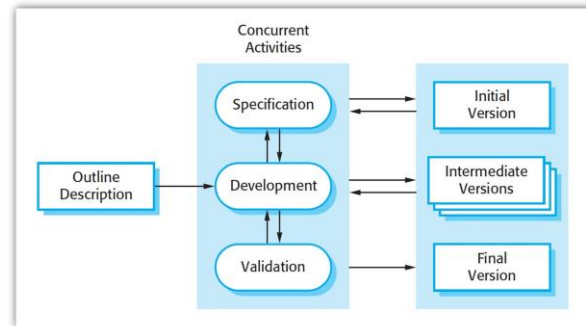 Concurrent
Activities
Specification
Initial
Version
Outline
Description
Development
Intermediate
Versions
Validation
Final
Version